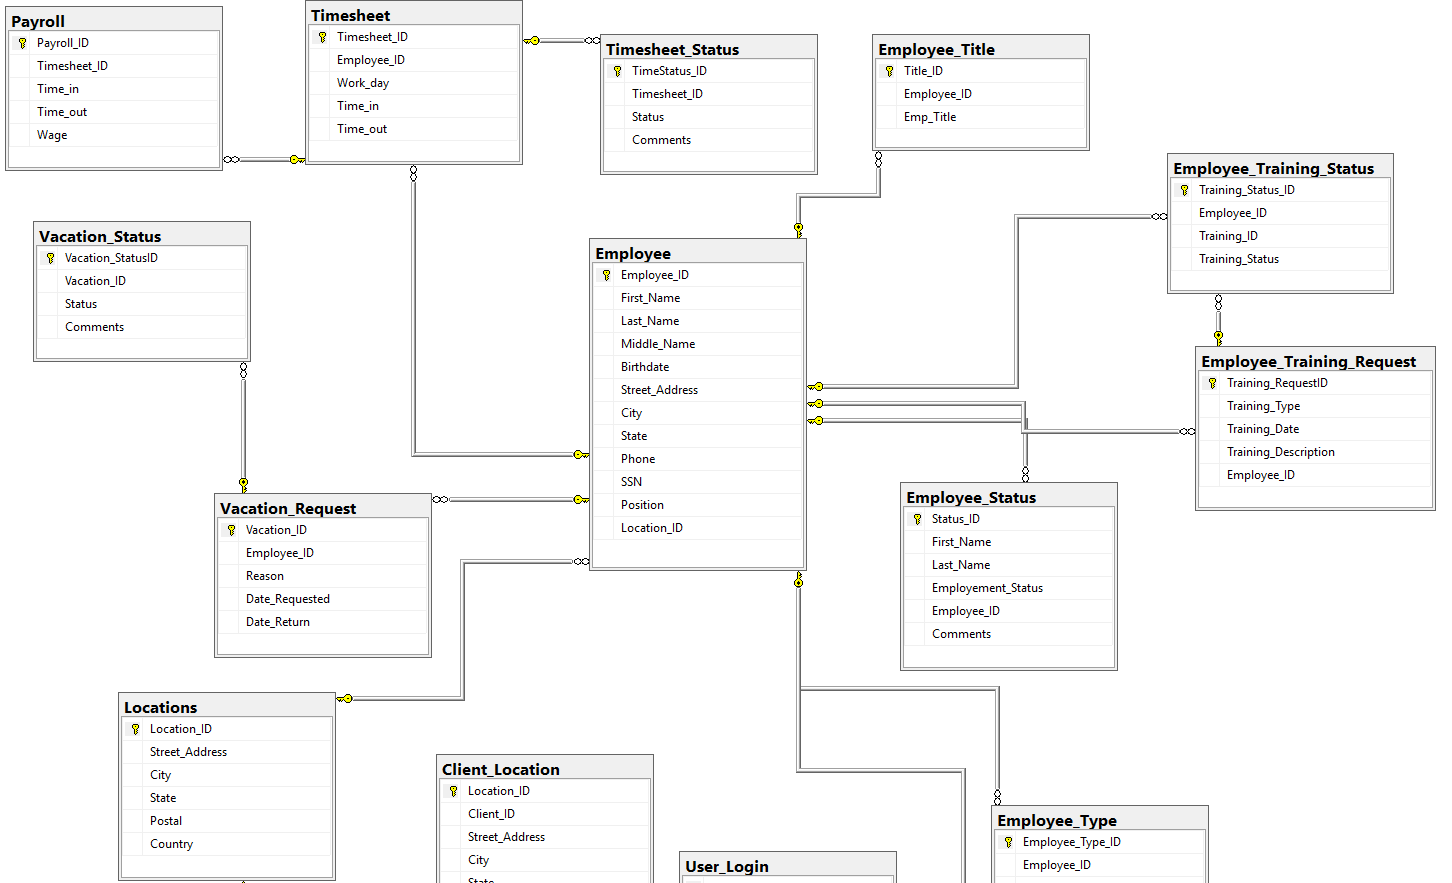 Payroll
Payroll_ID
Timesheet_ID
Time_in
Time_out
Wage
Timesheet
Timesheet_ID
Employee_ID
Work_day
Time_in
Time_out
Timesheet_Status
TimeStatus_ID
Timesheet_ID
Status
Comments
Employee_Title
Title_ID
Employee_ID
Emp_Title
Employee_Training_Status
Training_Status_ID
Employee_ID
Training_ID
Training_Status
Vacation_Status
Vacation_StatusID
Vacation_ID
Status
Comments
Employee
Employee_ID
First_Name
Last_Name
Middle_Name
Birthdate
Street_Address
City
State
Phone
SSN
Position
Location_ID
Employee_Training_Request
Training_RequestID
Training_Type
Training_Date
Training_Description
Employee_ID
Vacation_Request
Vacation_ID
Employee_ID
Reason
Date_Requested
Date_Return
Employee_Status
Status_ID
First_Name
Last_Name
Employement_Status
Employee_ID
Comments
Locations
Location_ID
Street_Address
City
State
Postal
Country
Client_Location
Location_ID
Client_ID
Street_Address
City
State
User_Login
Employee_Type
Employee_Type_ID
Employee_ID